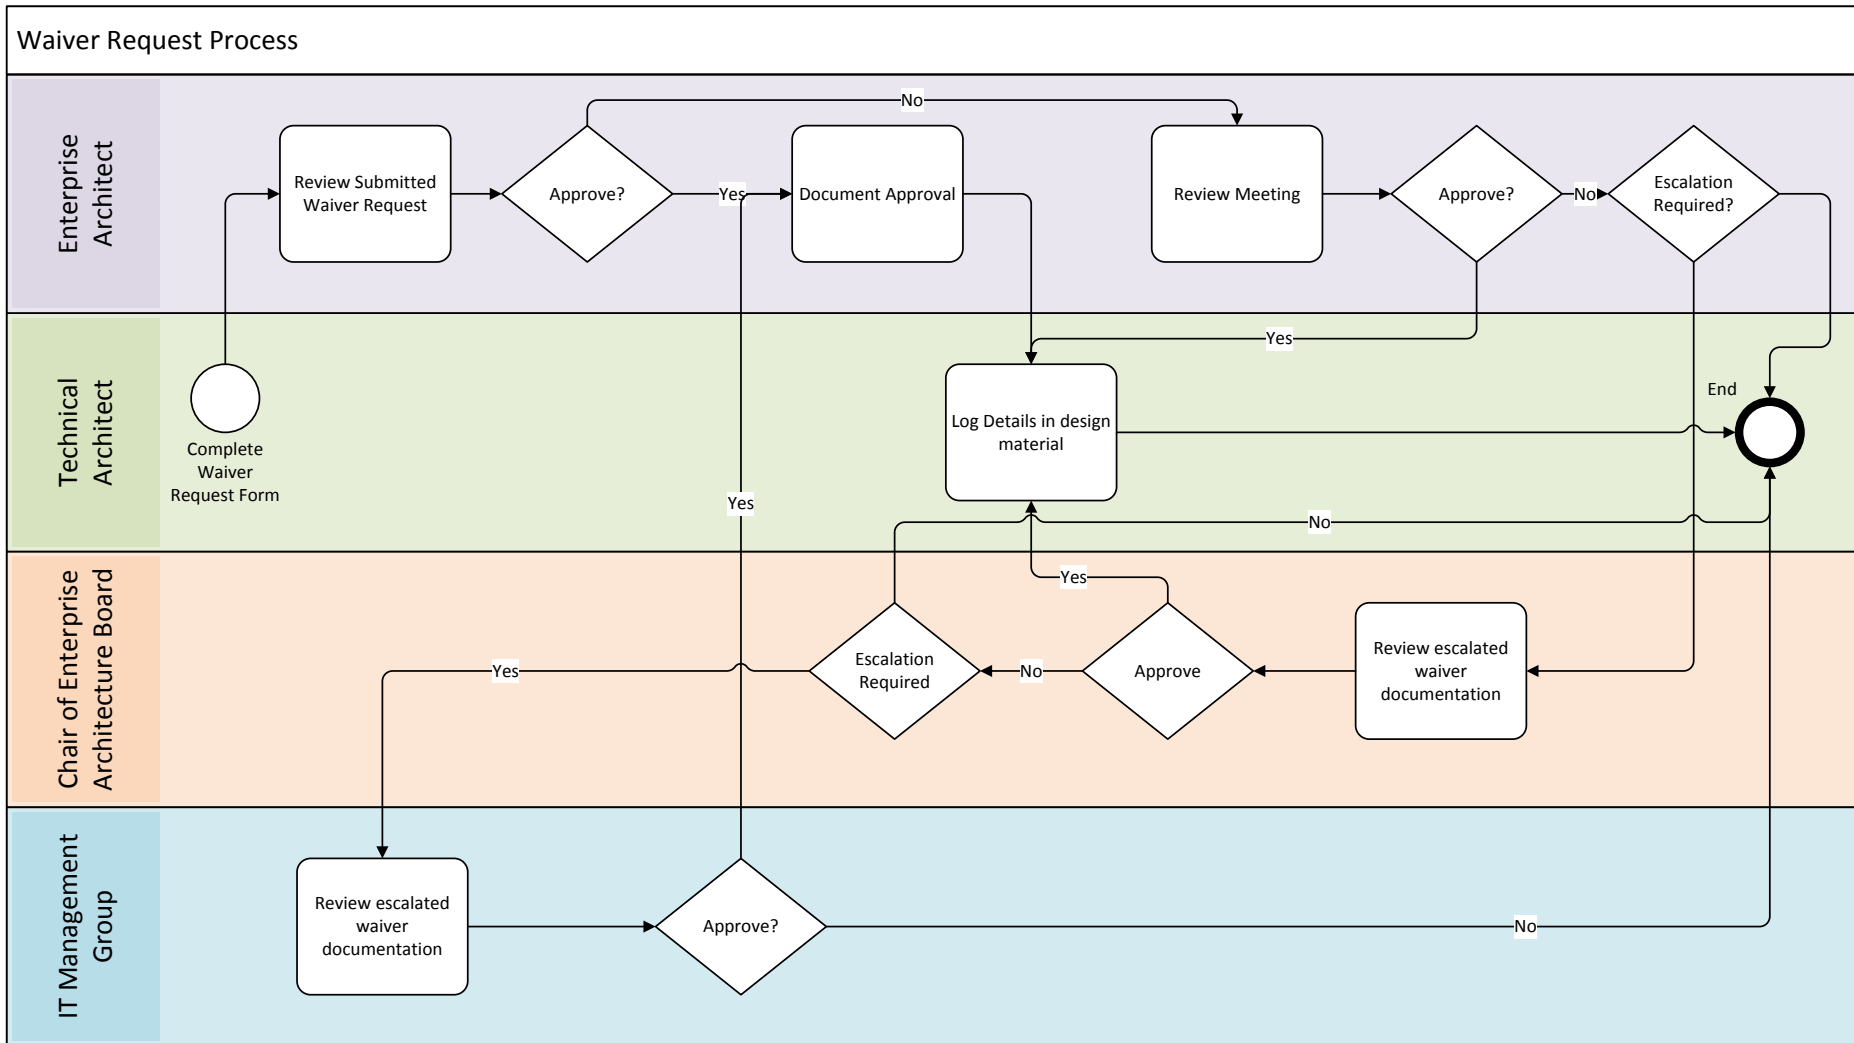 Waiver Request Process
Enterprise
Architect
No
Review Submitted
Waiver Request
Approve?
Yes
Document Approval
Review Meeting
Approve?
No
Escalation
Required?
Technical
Architect
Complete
Waiver
Request Form
Yes
Log Details in design
material
End
Yes
No
Chair of Enterprise
Architecture Board
Yes
Yes
Escalation
Required
No
Approve
Review escalated
waiver
documentation
IT Management
Group
Review escalated
waiver
documentation
Approve?
No